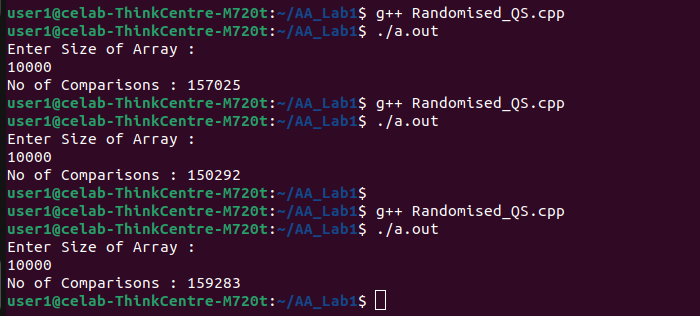 user1@celab-ThinkCentre-M720t:~/AA_Lab1$ g++ Randomised_QS.cpp
user1@celab-ThinkCentre-M720t:~/AA_Lab1$ ./a.out
Enter Size of Array :
10000
No of Comparisons : 157025
user1@celab-ThinkCentre-M720t:~/AA_Lab1$ g++ Randomised_QS.cpp
user1@celab-ThinkCentre-M720t:~/AA_Lab1$ ./a.out
Enter Size of Array :
10000
No of Comparisons : 150292
user1@celab-ThinkCentre-M720t:~/AA_Lab1$
user1@celab-ThinkCentre-M720t:~/AA_Lab1$ g++ Randomised_QS.cpp
user1@celab-ThinkCentre-M720t:~/AA_Lab1$ ./a.out
Enter Size of Array :
10000
No of Comparisons : 159283
user1@celab-ThinkCentre-M720t:~/AA_Lab1$